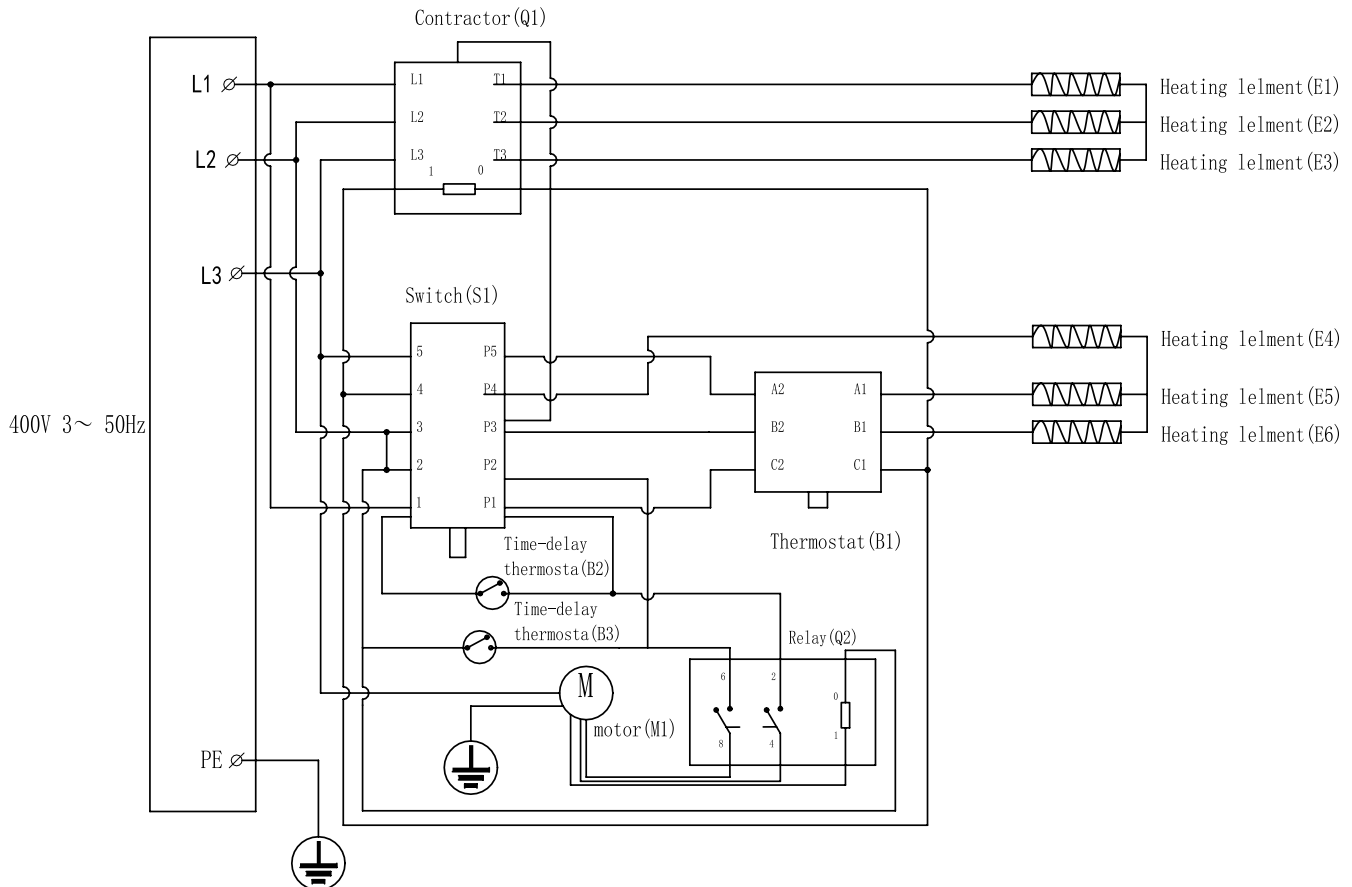 Contractor(Q1)
L1
L1 T1
Heating lelment(E1)
L2 T2
Heating lelment(E2)
L2
L3 T3
Heating lelment(E3)
1 0
L3
Switch(S1)
Heating lelment(E4)
5 P5
4 P4
A2 A1
Heating lelment(E5)
400V 3~ 50Hz
3 P3
B2 B1
Heating lelment(E6)
2 P2
C2 C1
1 P1
Thermostat(B1)
Time-delay
thermosta(B2)
Time-delay
thermosta(B3)
Relay(Q2)
M
6 2
0
motor(M1)
1
8 4
PE